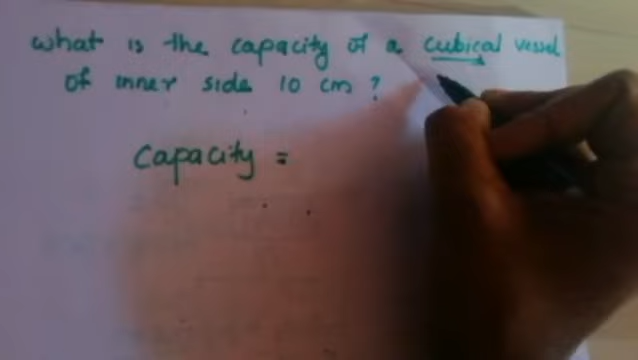 what is the capacity of a cubical vessel
of inner side 10 cm?
Capacity =